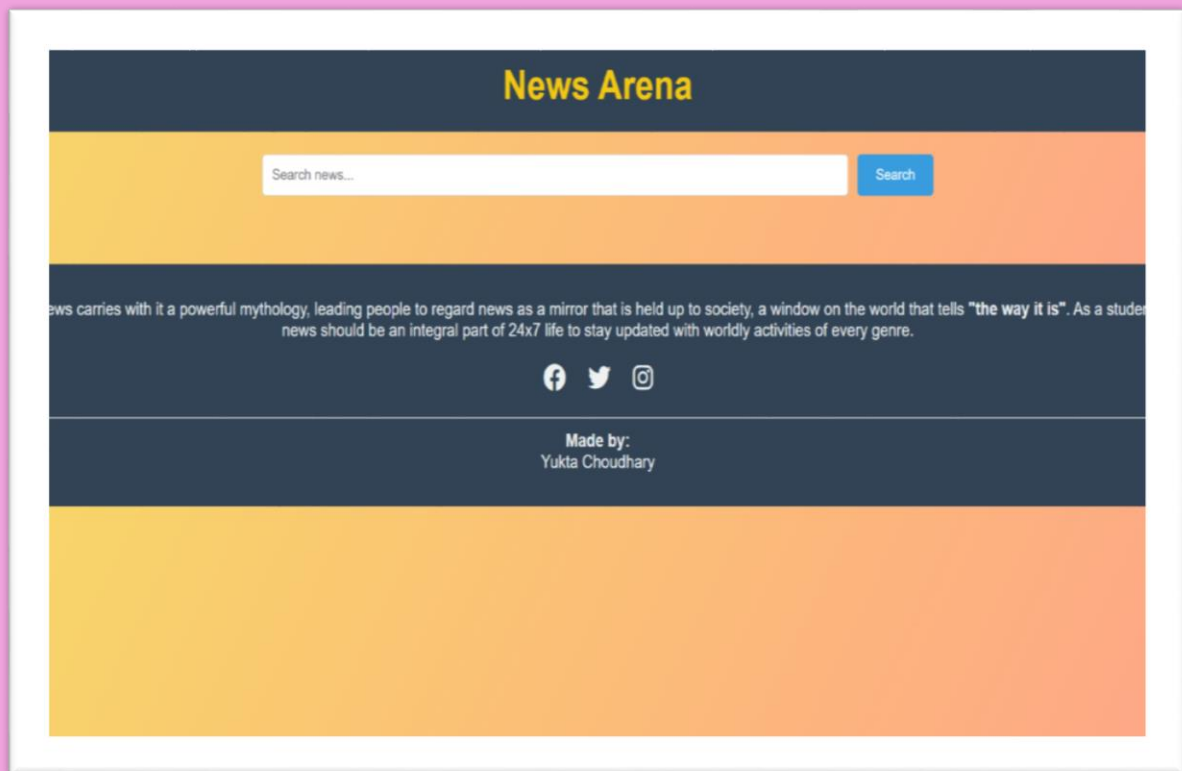 News Arena
Search news...
Search
ews carries with it a powerful mythology, leading people to regard news as a mirror that is held up to society, a window on the world that tells "the way it is". As a studer
news should be an integral part of 24x7 life to stay updated with worldly activities of every genre.
Made by:
Yukta Choudhary